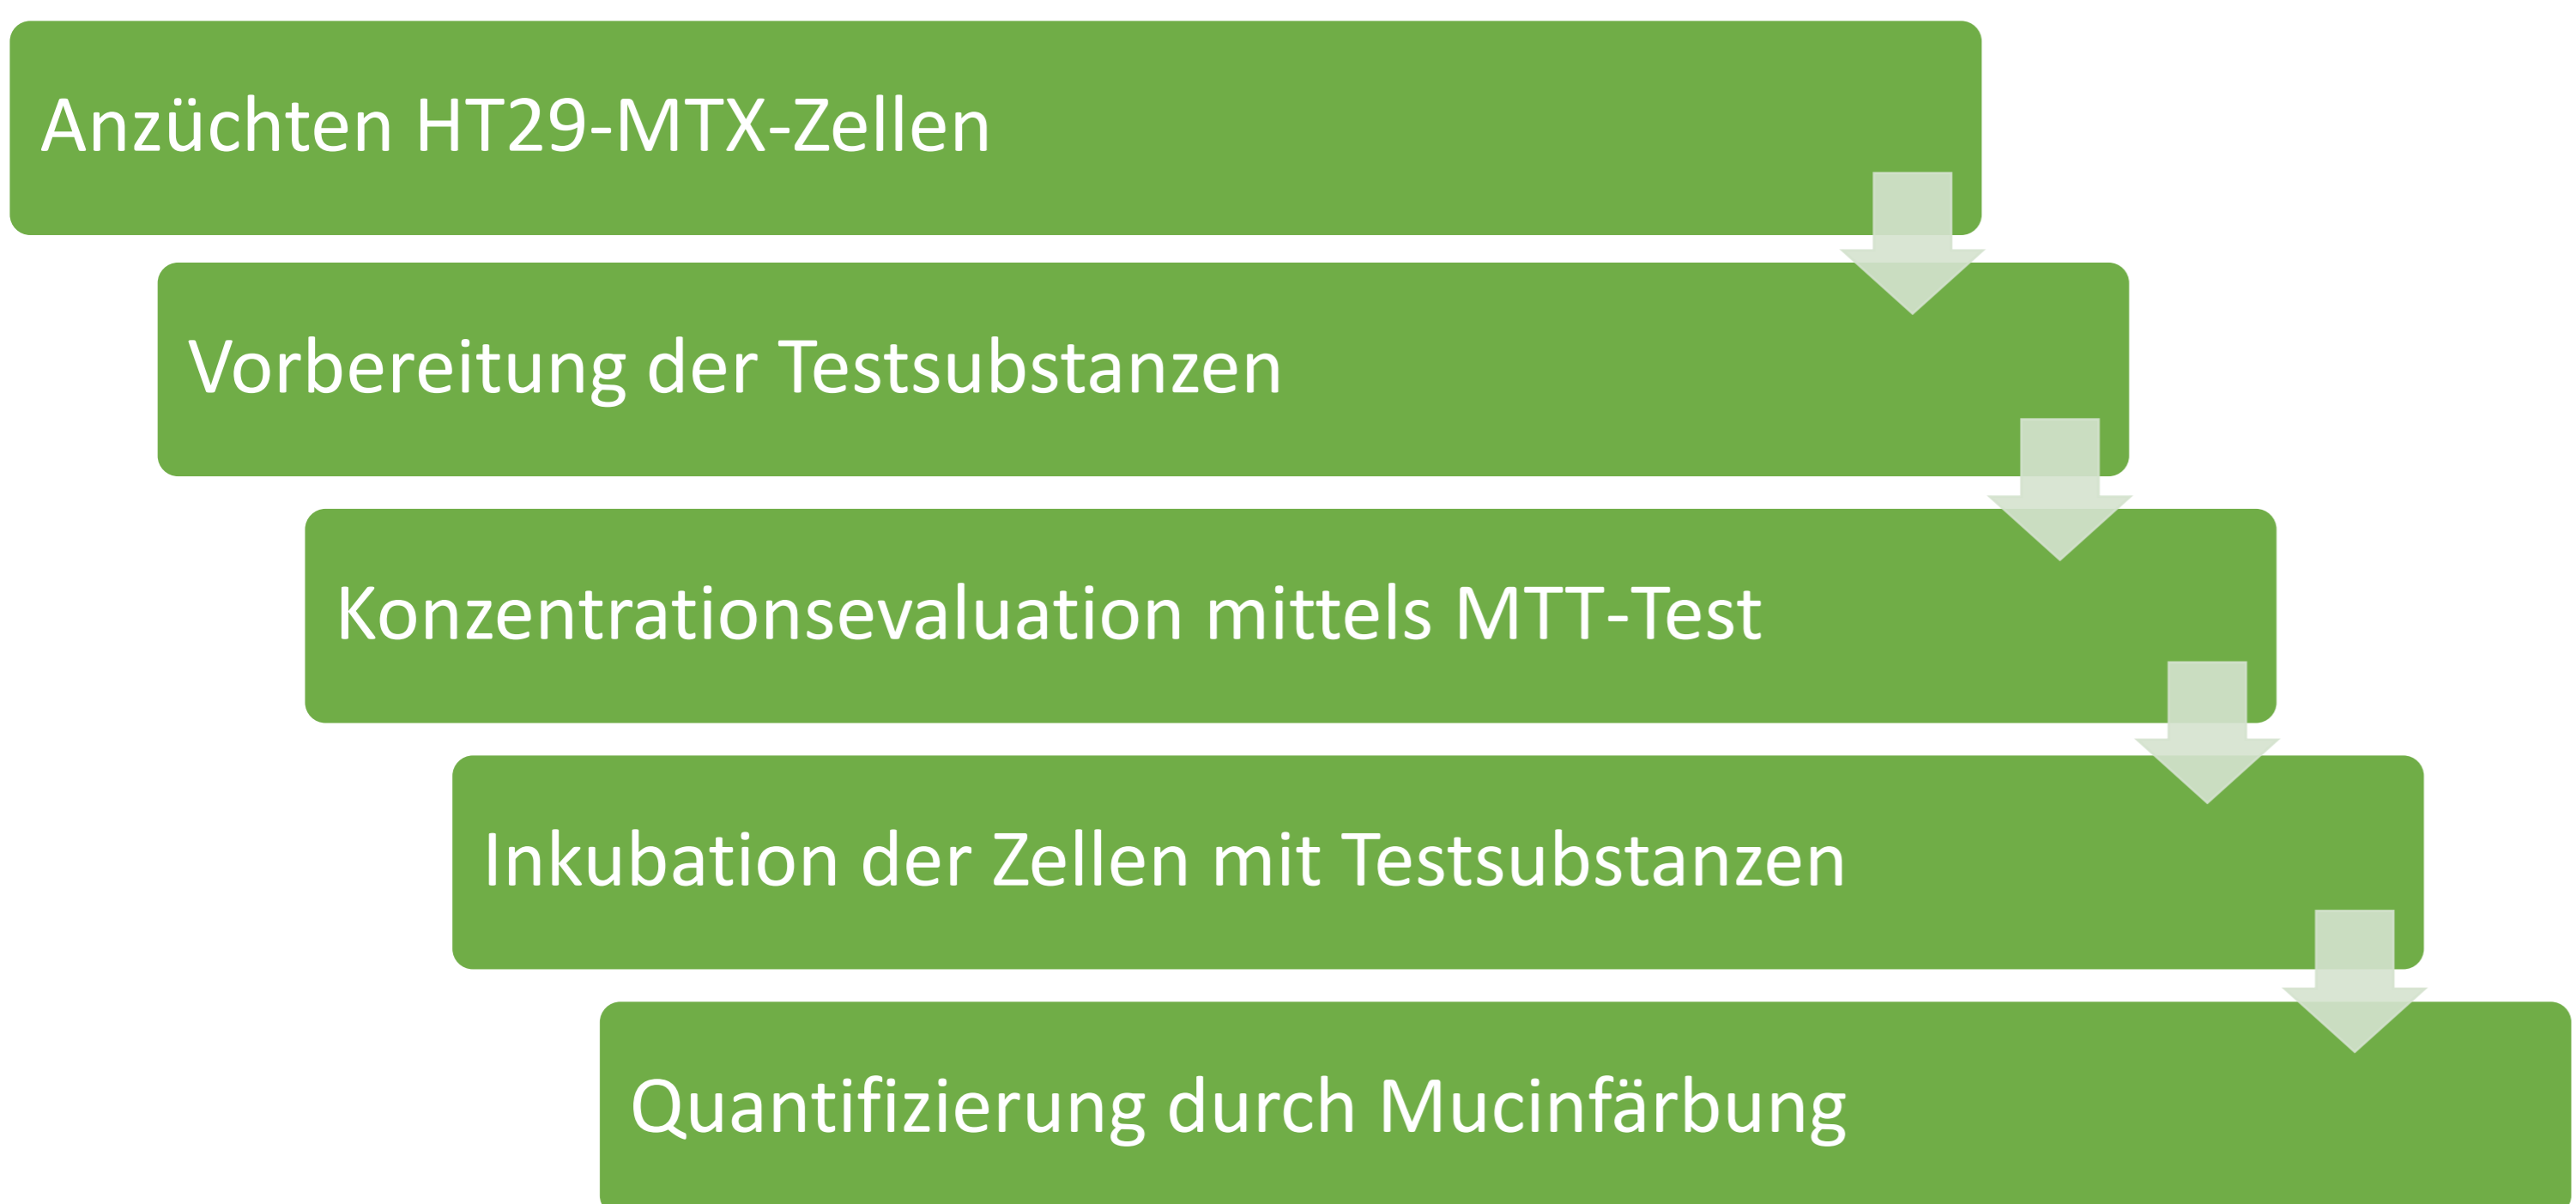 Anzüchten HT29-MTX-Zellen
Vorbereitung der Testsubstanzen
Konzentrationsevaluation mittels MTT-Test
Inkubation der Zellen mit Testsubstanzen
Quantifizierung durch Mucinfärbung